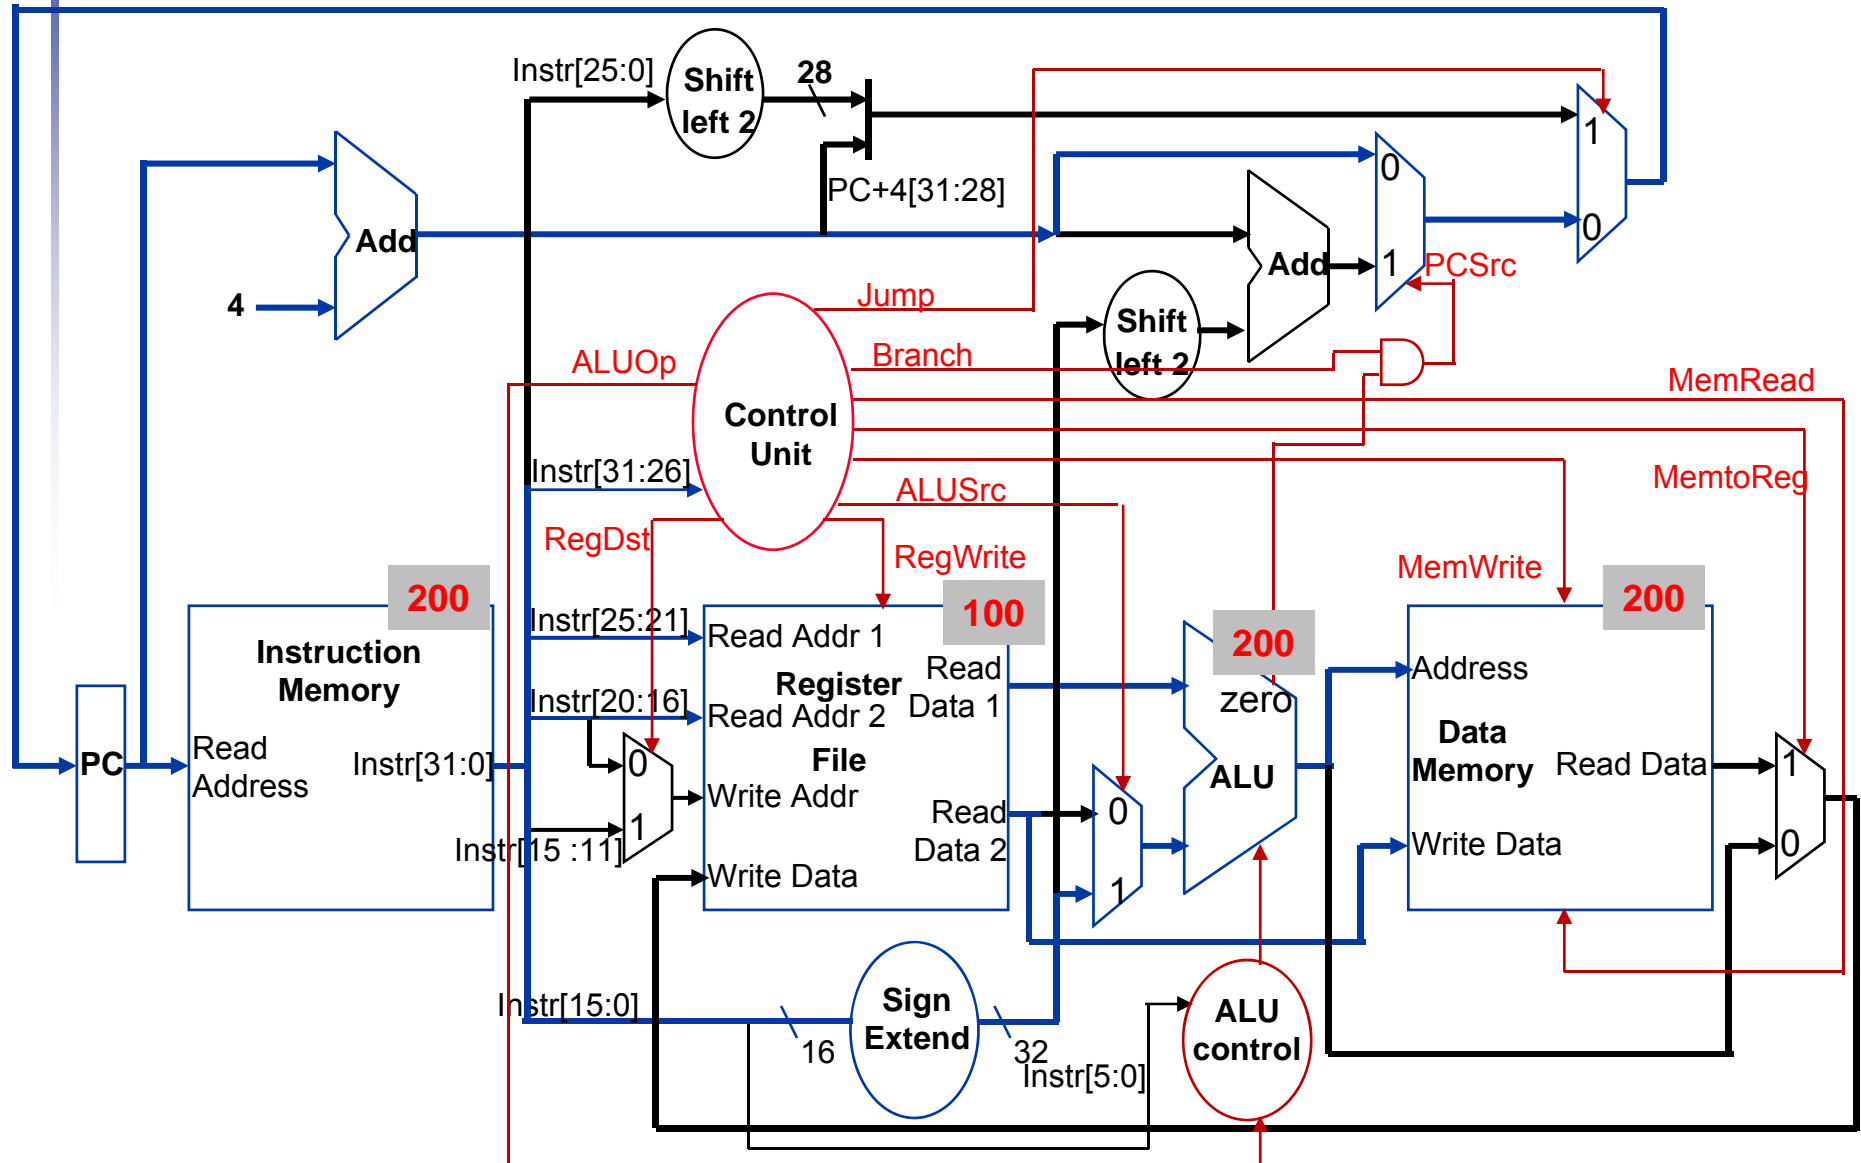 Instr[25:0]
Shift
left 2
28
1
0
PC+4[31:28]
0
1
Add
Add
4
PCSrc
Jump
Shift
left 2
Branch
ALUOp
MemRead
Control
Unit
Instr[31:26]
ALUSrc
MemtoReg
RegDst
RegWrite
MemWrite
200
100
200
200
Instruction
Memory
Instr[25:21]
Read Addr 1
Register
File
Read
Data 1
Instr[20:16]
Read Addr 2
zero
ALU
Address
Data
Memory
Read Data
1
0
PC
Read
Address
Instr[31:0]
0
1
Write Addr
Read
Data 2
0
1
Instr[15 :11]
Write Data
Write Data
Instr[15:0]
16
Sign
Extend
32
Instr[5:0]
ALU
control